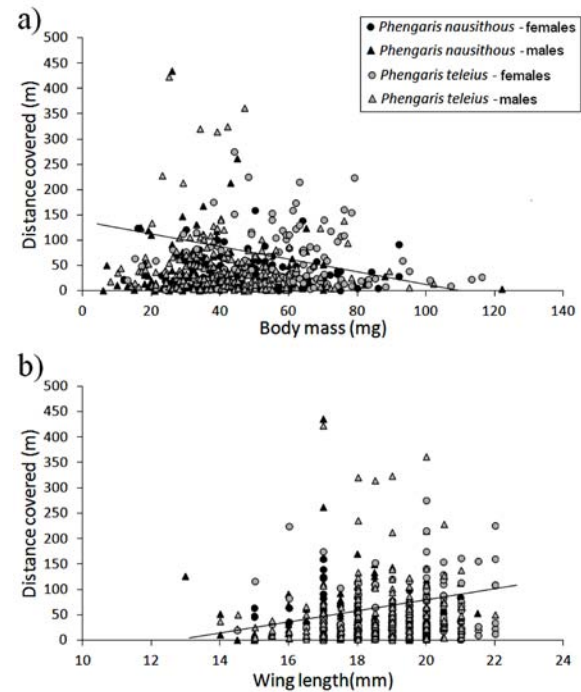 a)
Phengaris nausithous - females
Phengaris nausithous - males
Phengaris teleius - females
Phengaris teleius - males
Distance covered (m)
500
450
400
350
300
250
200
150
100
50
0
0 20 40 60 80 100 120 140
Body mass (mg)
b)
Distance covered (m)
500
450
400
350
300
250
200
150
100
50
0
10 12 14 16 18 20 22 24
Wing length(mm)